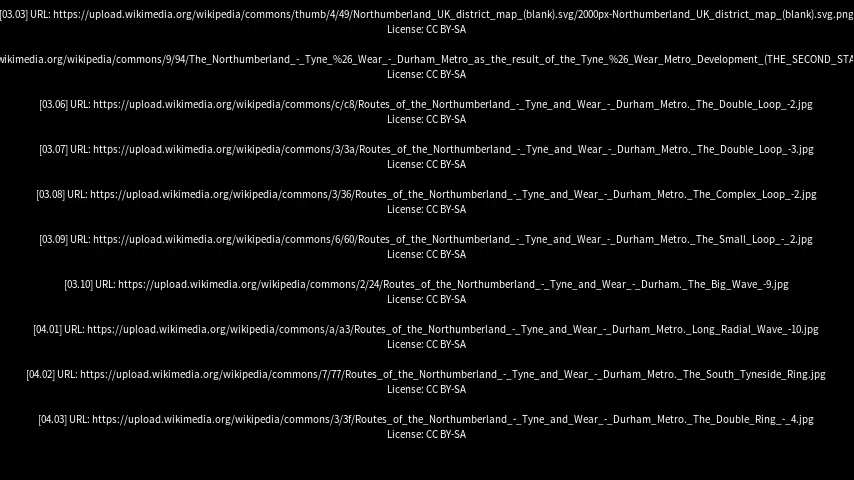 [03.03] URL: https://upload.wikimedia.org/wikipedia/commons/thumb/4/49/Northumberland_UK_district_map_(blank).svg/2000px-Northumberland_UK_district_map_(blank).svg.png
License: CC BY-SA
wikimedia.org/wikipedia/commons/9/94/The_Northumberland_-_Tyne_%26_Wear_-_Durham_Metro_as_the_result_of_the_Tyne_%26_Wear_Metro_Development_(THE_SECOND_STA
License: CC BY-SA
[03.06] URL: https://upload.wikimedia.org/wikipedia/commons/c/c8/Routes_of_the_Northumberland_-_Tyne_and_Wear_-_Durham_Metro._The_Double_Loop_-2.jpg
License: CC BY-SA
[03.07] URL: https://upload.wikimedia.org/wikipedia/commons/3/3a/Routes_of_the_Northumberland_-_Tyne_and_Wear_-_Durham_Metro._The_Double_Loop_-3.jpg
License: CC BY-SA
[03.08] URL: https://upload.wikimedia.org/wikipedia/commons/3/36/Routes_of_the_Northumberland_-_Tyne_and_Wear_-_Durham_Metro._The_Complex_Loop_-2.jpg
License: CC BY-SA
[03.09] URL: https://upload.wikimedia.org/wikipedia/commons/6/60/Routes_of_the_Northumberland_-_Tyne_and_Wear_-_Durham_Metro._The_Small_Loop_-_2.jpg
License: CC BY-SA
[03.10] URL: https://upload.wikimedia.org/wikipedia/commons/2/24/Routes_of_the_Northumberland_-_Tyne_and_Wear_-_Durham._The_Big_Wave_-9.jpg
License: CC BY-SA
[04.01] URL: https://upload.wikimedia.org/wikipedia/commons/a/a3/Routes_of_the_Northumberland_-_Tyne_and_Wear_-_Durham_Metro._Long_Radial_Wave_-10.jpg
License: CC BY-SA
[04.02] URL: https://upload.wikimedia.org/wikipedia/commons/7/77/Routes_of_the_Northumberland_-_Tyne_and_Wear_-_Durham_Metro._The_South_Tyneside_Ring.jpg
License: CC BY-SA
[04.03] URL: https://upload.wikimedia.org/wikipedia/commons/3/3f/Routes_of_the_Northumberland_-_Tyne_and_Wear_-_Durham_Metro._The_Double_Ring_-_4.jpg
License: CC BY-SA